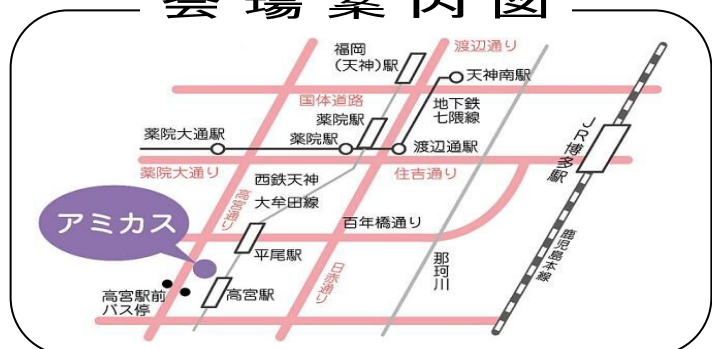 会場案内図
福岡
(天神)駅
渡辺通り
天神南駅
国体道路
地下鉄
七隈線
薬院駅
薬院大通駅
薬院駅
渡辺通駅
JR博多駅
薬院大通り
西鉄天神
大牟田線
住吉通り
高宮通り
アミカス
百年橋通り
平尾駅
日赤通り
那珂川
鹿児島本線
高宮駅前
バス停
高宮駅